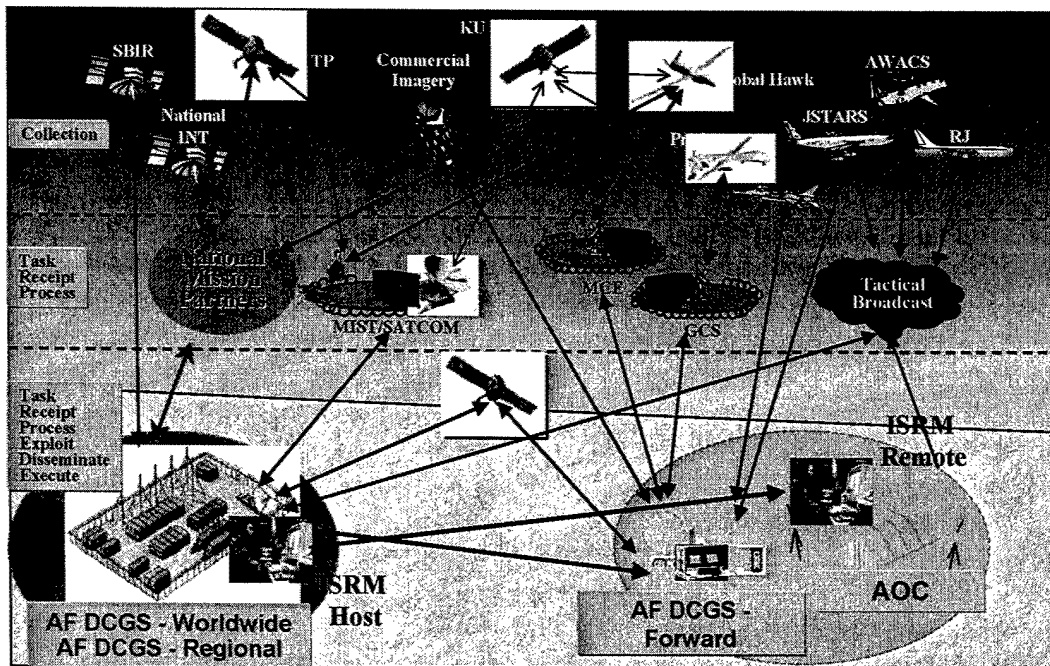 SBIR
TP
Commercial
Imagery
KU
obal Hawk
AWACS
Collection
National
INT
Pr
JSTARS
RJ
Task
Receipt
Process
National
Mission
Partners
MIST/SATCOM
MCE
GCS
Tactical
Broadcast
Task
Receipt
Process
Exploit
Disseminate
Execute
ISRM
Remote
SRM
Host
AF DCGS - Worldwide
AF DCGS - Regional
AF DCGS -
Forward
AOC